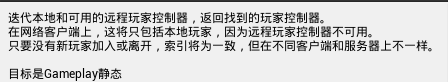 迭代本地和可用的远程玩家控制器，返回找到的玩家控制器。
在网络客户端上，这将只包括本地玩家，因为远程玩家控制器不可用。
只要没有新玩家加入或离开，索引将为一致，但在不同客户端和服务器上不一样。

目标是Gameplay静态